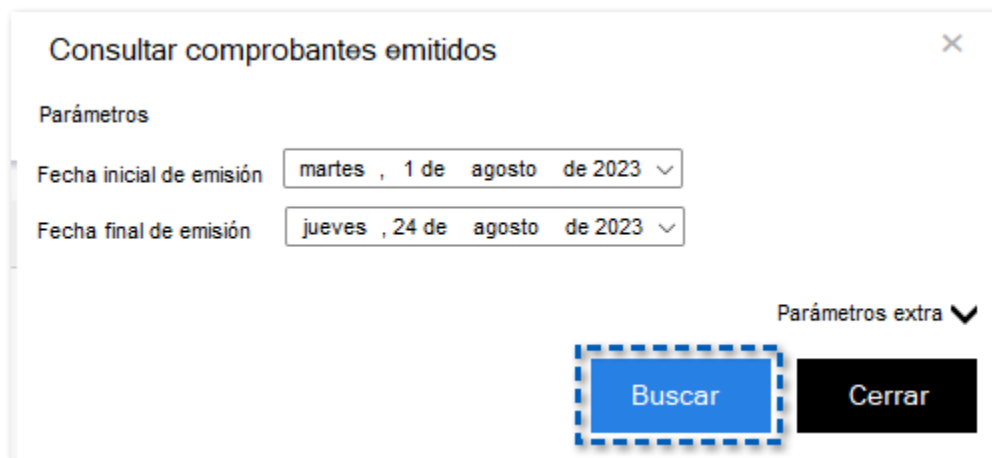 Consultar comprobantes emitidos
Parámetros
Fecha inicial de emisión martes , 1 de agosto de 2023
Fecha final de emisión jueves , 24 de agosto de 2023
Parámetros extra
Buscar Cerrar